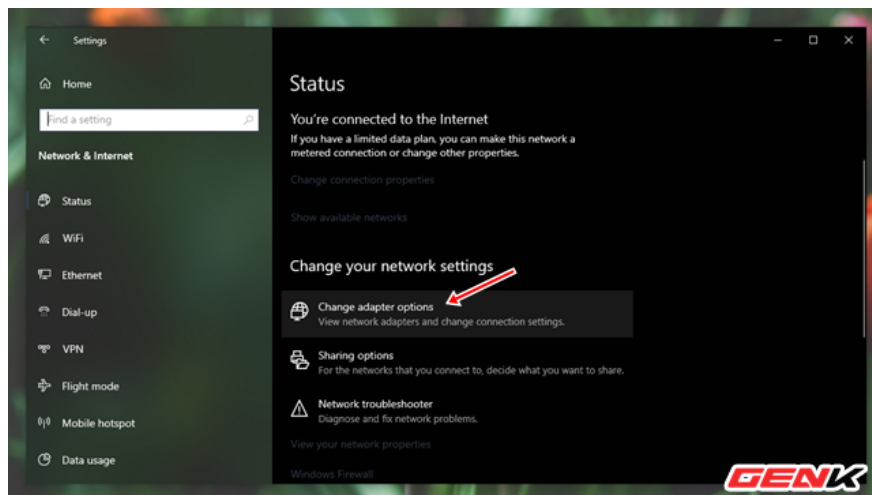 Settings
Home
Find a setting
Network & Internet
Status
WiFi
Ethernet
Dial-up
VPN
Flight mode
Mobile hotspot
Data usage
Status
You're connected to the Internet
If you have a limited data plan, you can make this network a
metered connection or change other properties.
Change connection properties
Show available networks
Change your network settings
Change adapter options
View network adapters and change connection settings.
Sharing options
For the networks that you connect to, decide what you want to share.
Network troubleshooter
Diagnose and fix network problems.
View your network properties
Windows Firewall
GENK